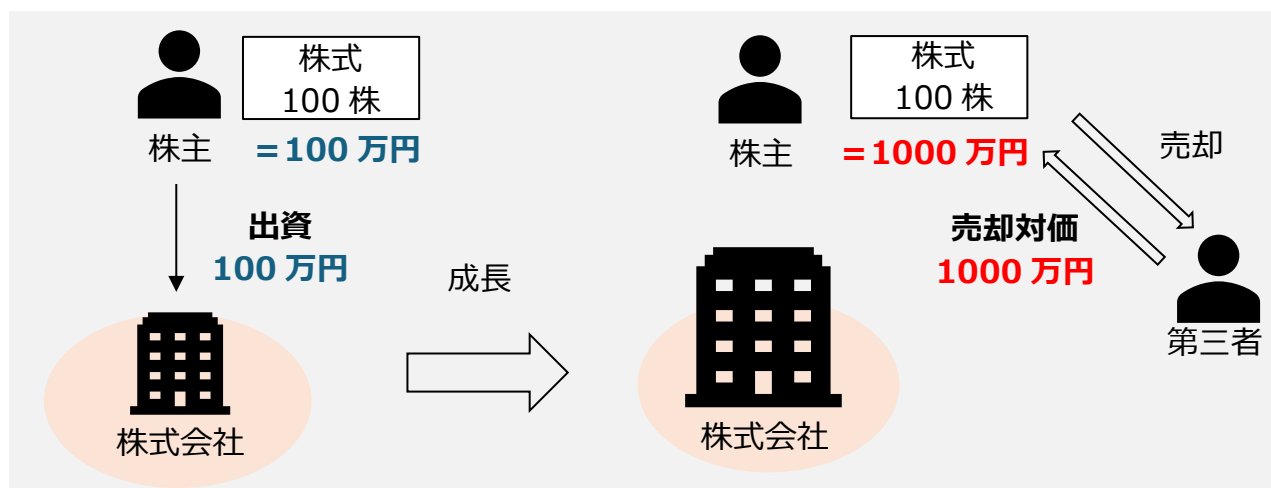 株式
100 株
株主
＝100 万円
出資
100 万円
株式会社
成長
株式
100 株
株主
＝1000 万円
売却
売却対価
1000 万円
第三者
株式会社